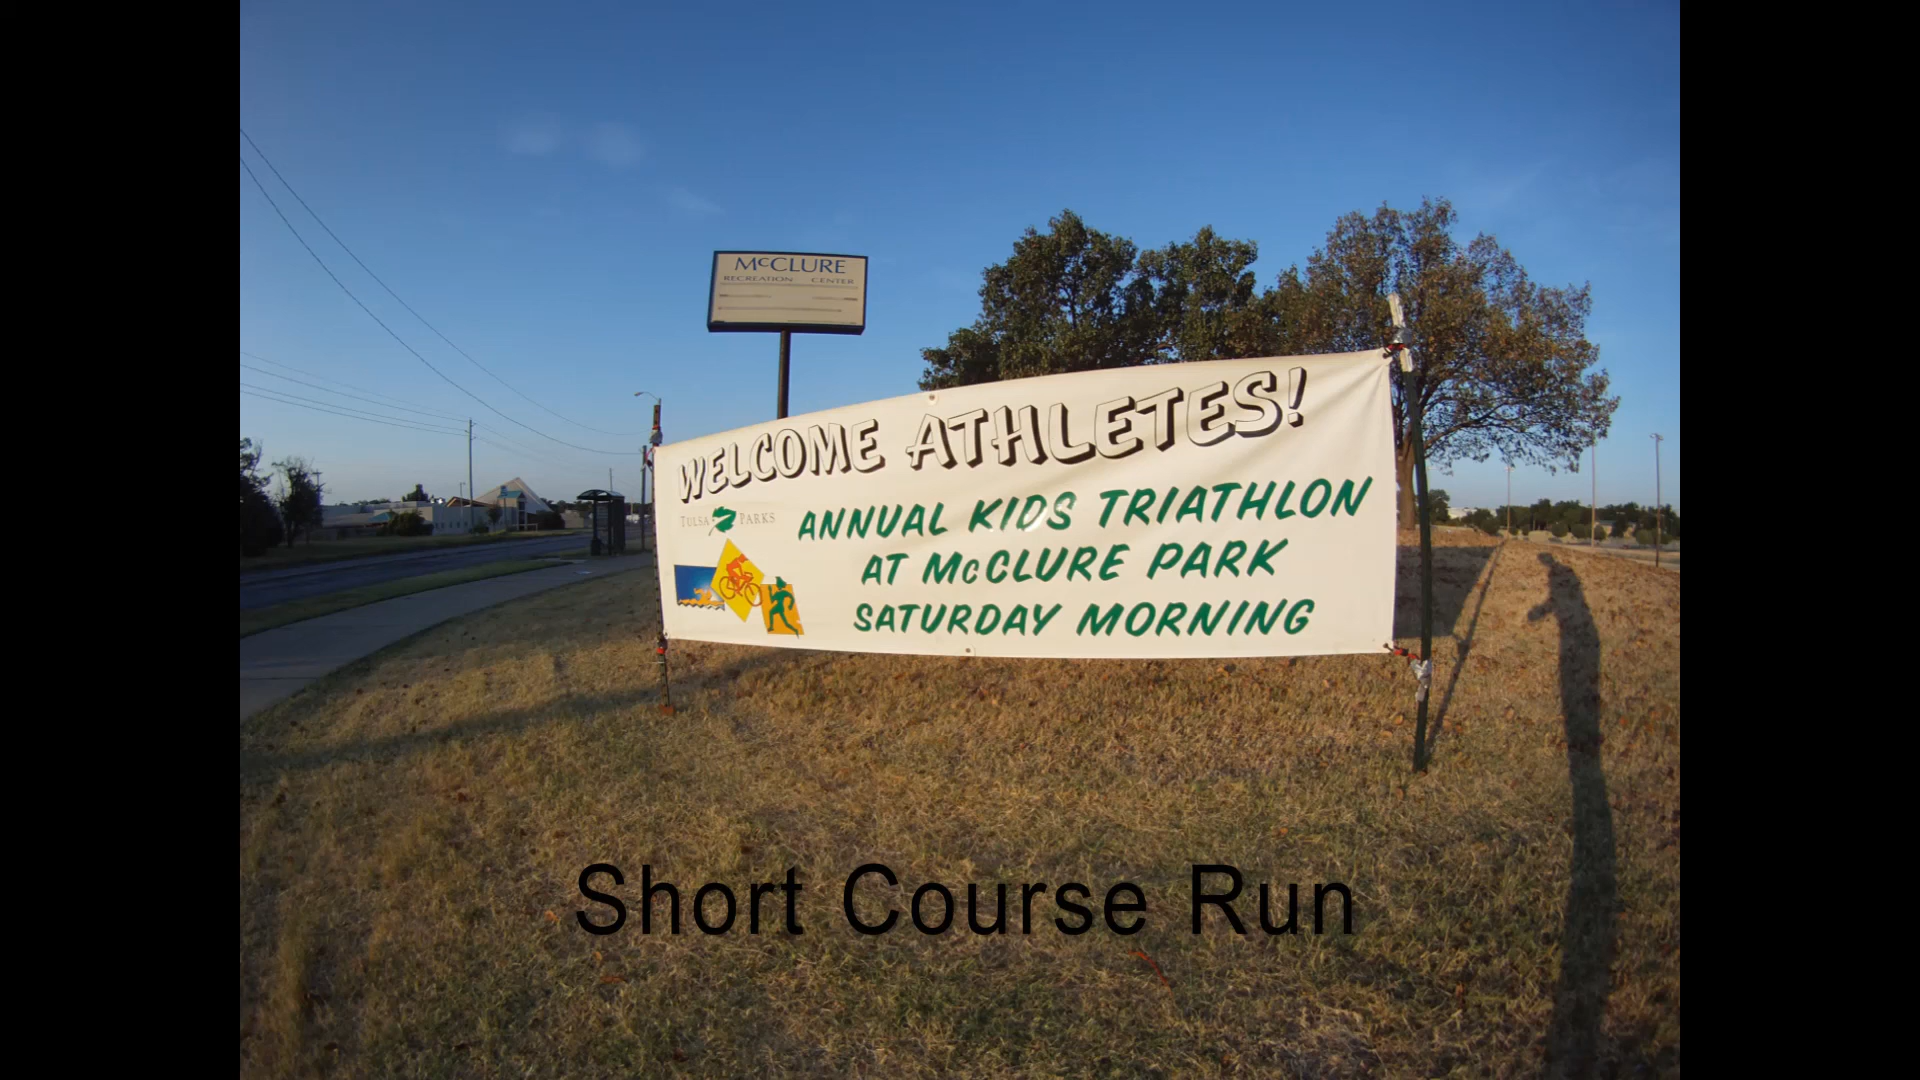 McCLURE
RECREATION CENTER
WELCOME ATHLETES!
TULSA PARKS
ANNUAL KIDS TRIATHLON
AT McCLURE PARK
SATURDAY MORNING
Short Course Run